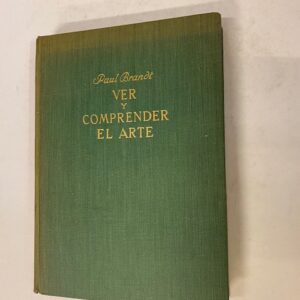 Paul Brandt
VER
Y
COMPRENDER
EL ARTE